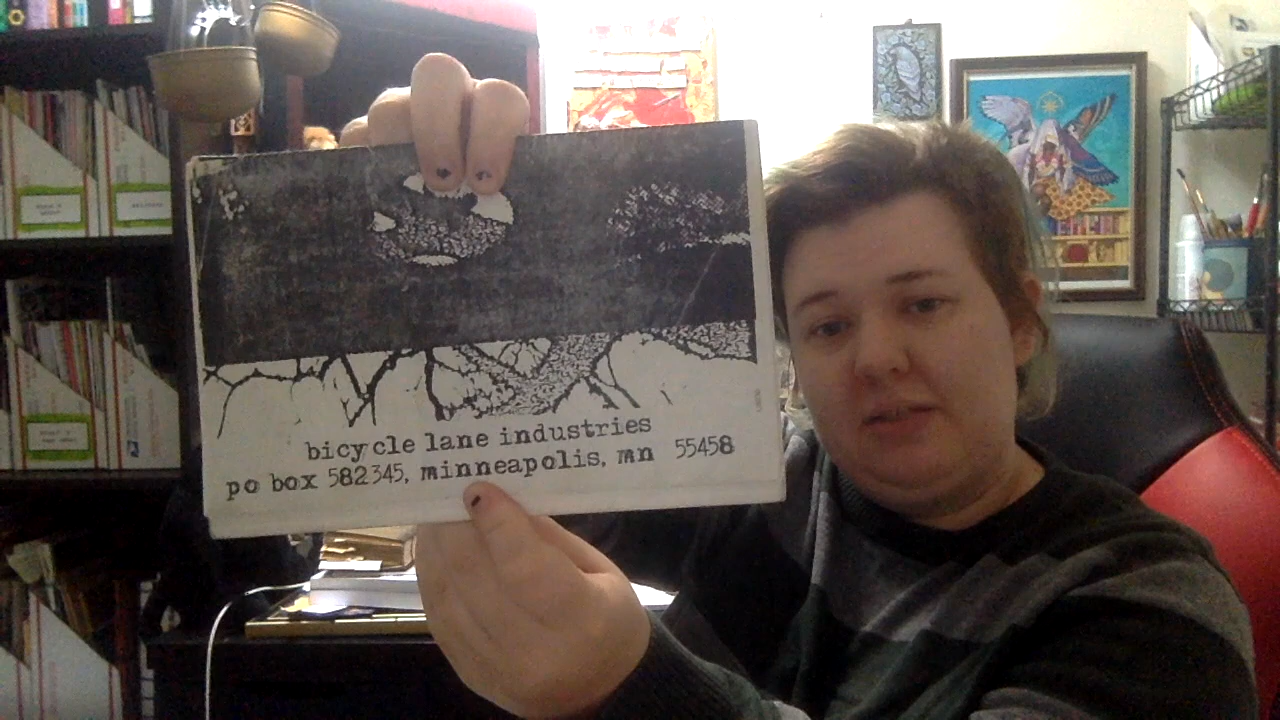 bicycle lane industries
po box 582345, minneapolis, mn 55458